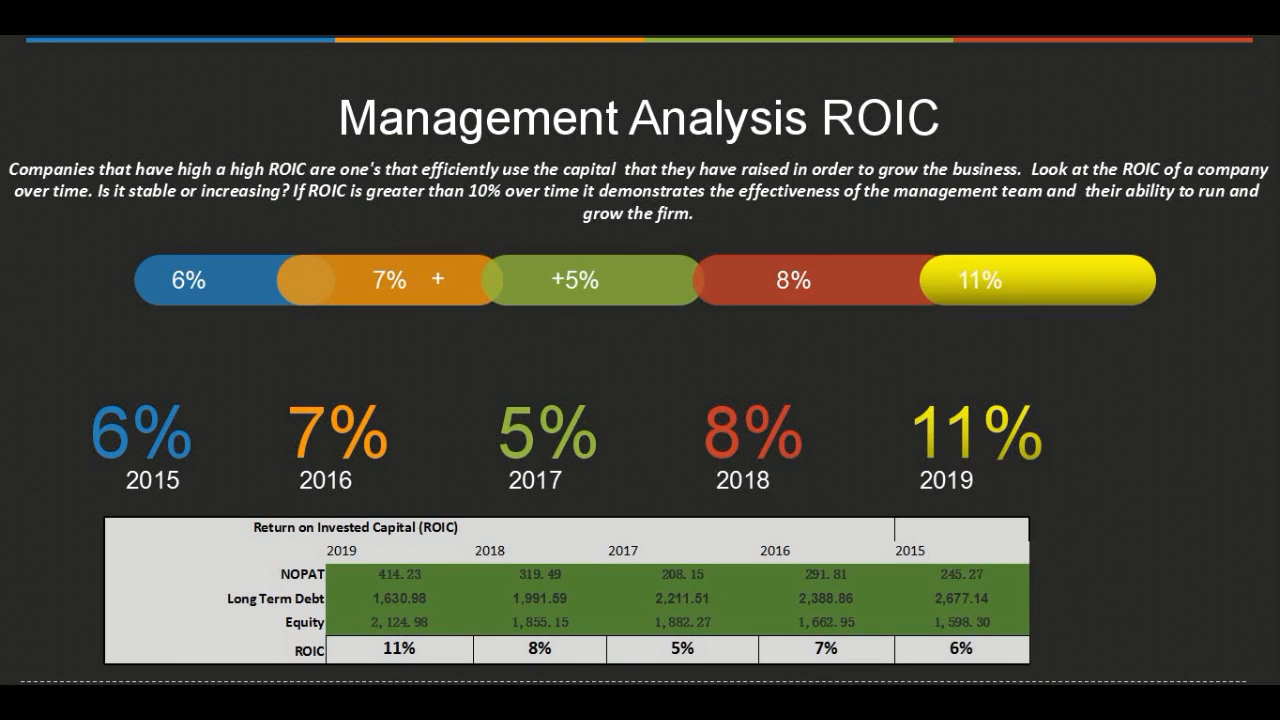 Management Analysis ROIC
Companies that have high a high ROIC are one's that efficiently use the capital that they have raised in order to grow the business. Look at the ROIC of a company
over time. Is it stable or increasing? If ROIC is greater than 10% over time it demonstrates the effectiveness of the management team and their ability to run and
grow the firm.
6% 7% + +5% 8% 11%
6% 7% 5% 8% 11%
2015 2016 2017 2018 2019
Return on Invested Capital (ROIC)
2019 2018 2017 2016 2015
NOPAT 414.23 319.49 208.15 291.81 245.27
Long Term Debt 1,630.98 1,991.59 2,211.51 2,388.86 2,677.14
Equity 2,124.98 1,855.15 1,882.27 1,662.95 1,598.30
ROIC 11% 8% 5% 7% 6%